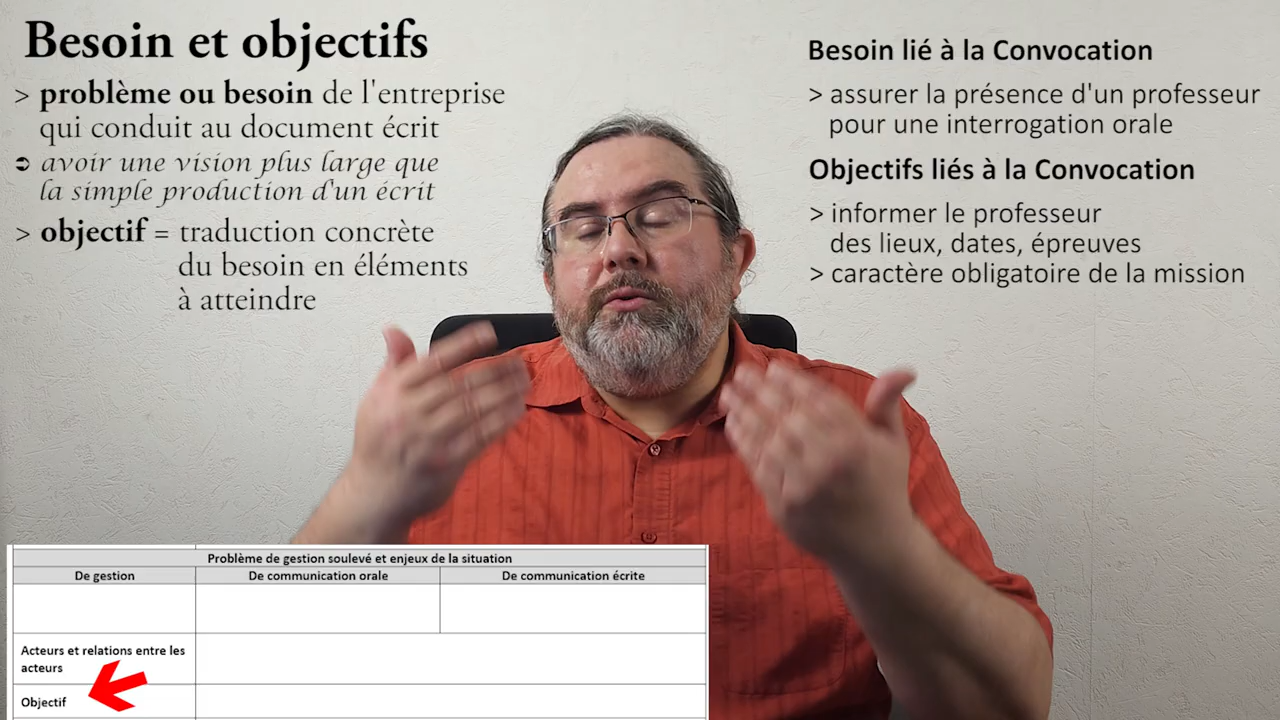 Besoin et objectifs
> problème ou besoin de l'entreprise
qui conduit au document écrit
➲ avoir une vision plus large que
la simple production d'un écrit
> objectif = traduction concrète
du besoin en éléments
à atteindre
Besoin lié à la Convocation
> assurer la présence d'un professeur
pour une interrogation orale
Objectifs liés à la Convocation
> informer le professeur
des lieux, dates, épreuves
> caractère obligatoire de la mission
Problème de gestion soulevé et enjeux de la situation
De gestion
De communication orale
De communication écrite
Acteurs et relations entre les
acteurs
Objectif